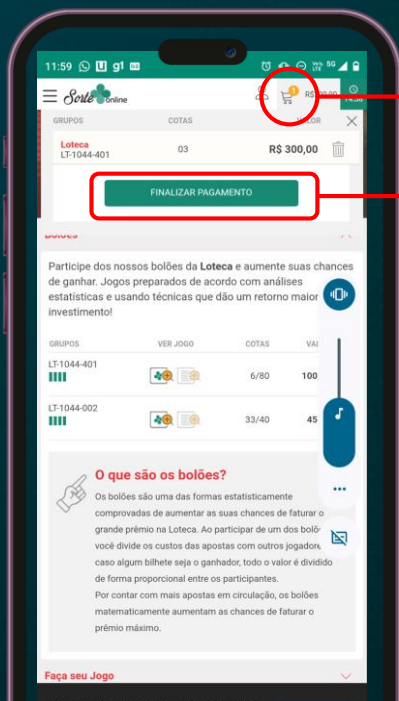 11:59 U g1 5G
Sorte online
GRUPOS COTAS VALOR
Loteca 03 R$ 300,00
LT-1044-401
FINALIZAR PAGAMENTO
Bolões
Participe dos nossos bolões da Loteca e aumente suas chances
de ganhar. Jogos preparados de acordo com análises
estatísticas e usando técnicas que dão um retorno maior
investimento!
GRUPOS VER JOGO COTAS VAL
LT-1044-401
6/80 100
LT-1044-002
33/40 45
O que são os bolões?
Os bolões são uma das formas estatisticamente
comprovadas de aumentar as suas chances de faturar o
grande prêmio na Loteca. Ao participar de um dos bolõ
você divide os custos das apostas com outros jogadore
caso algum bilhete seja o ganhador, todo o valor é dividido
de forma proporcional entre os participantes.
Por contar com mais apostas em circulação, os bolões
matematicamente aumentam as chances de faturar o
prêmio máximo.
Faça seu Jogo